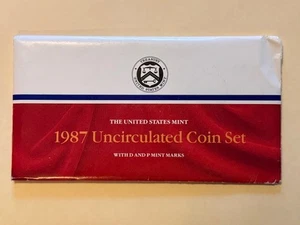 THE UNITED STATES MINT
1987 Uncirculated Coin Set
WITH D AND P MINT MARKS